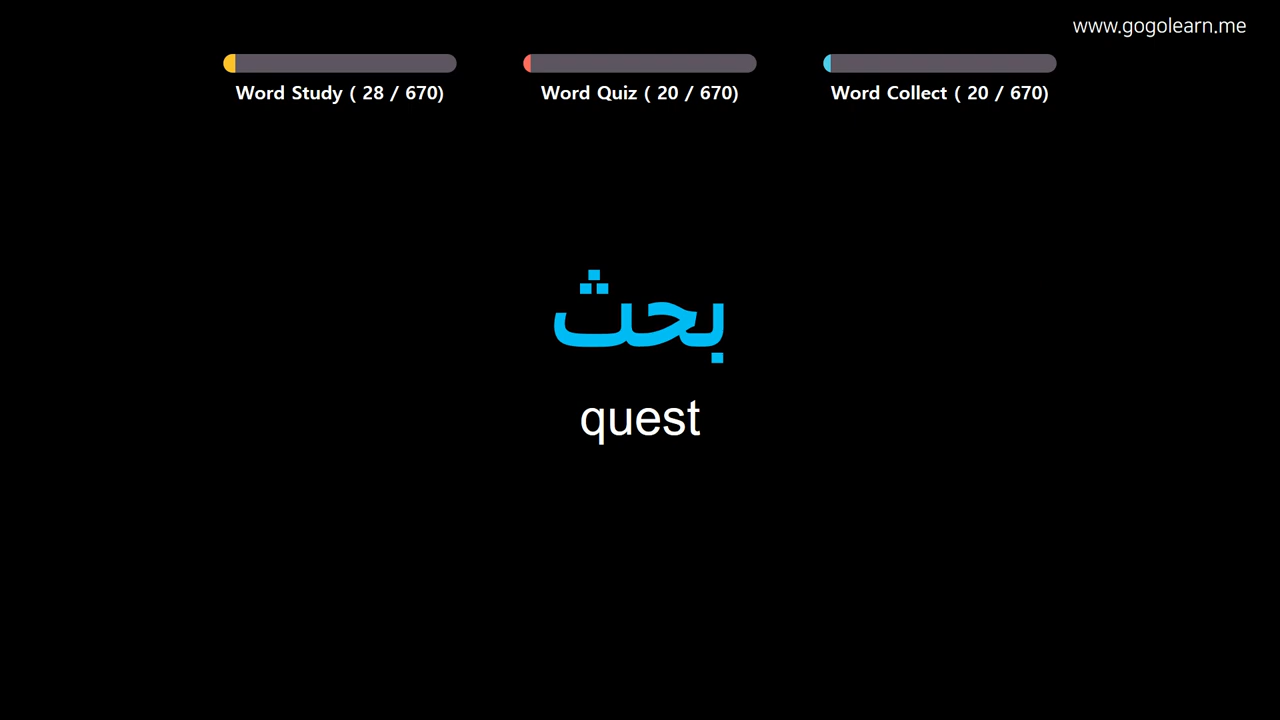 www.gogolearn.me
Word Study ( 28 / 670)
Word Quiz ( 20 / 670)
Word Collect ( 20 / 670)
بحث
quest